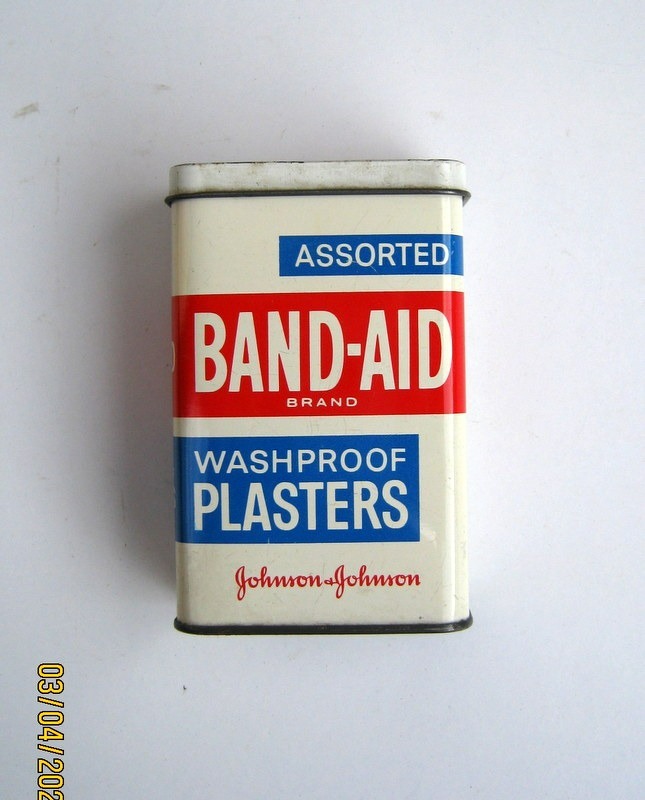 ASSORTED
BAND-AID
BRAND
WASHPROOF
PLASTERS
Johnson & Johnson
03/04/202